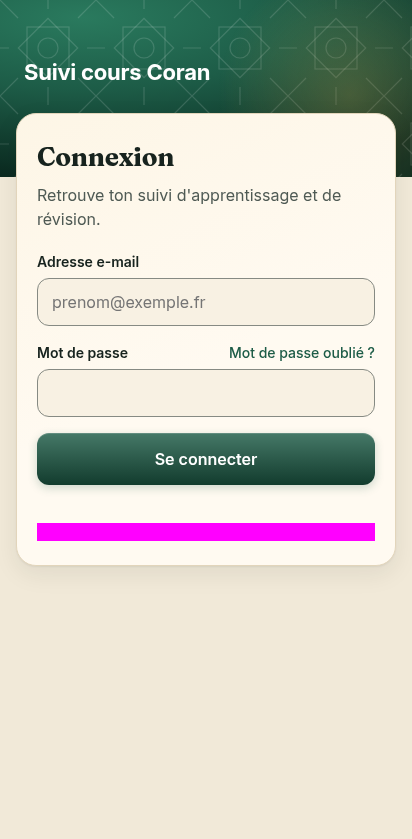 Suivi cours Coran
Connexion
Retrouve ton suivi d'apprentissage et de
révision.
Adresse e-mail
prenom@exemple.fr
Mot de passe
Mot de passe oublié ?
Se connecter